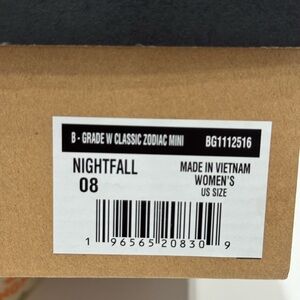 B - GRADE W CLASSIC ZODIAC MINI BG1112516
NIGHTFALL MADE IN VIETNAM
08 WOMEN'S
US SIZE
1 96565 20830 9